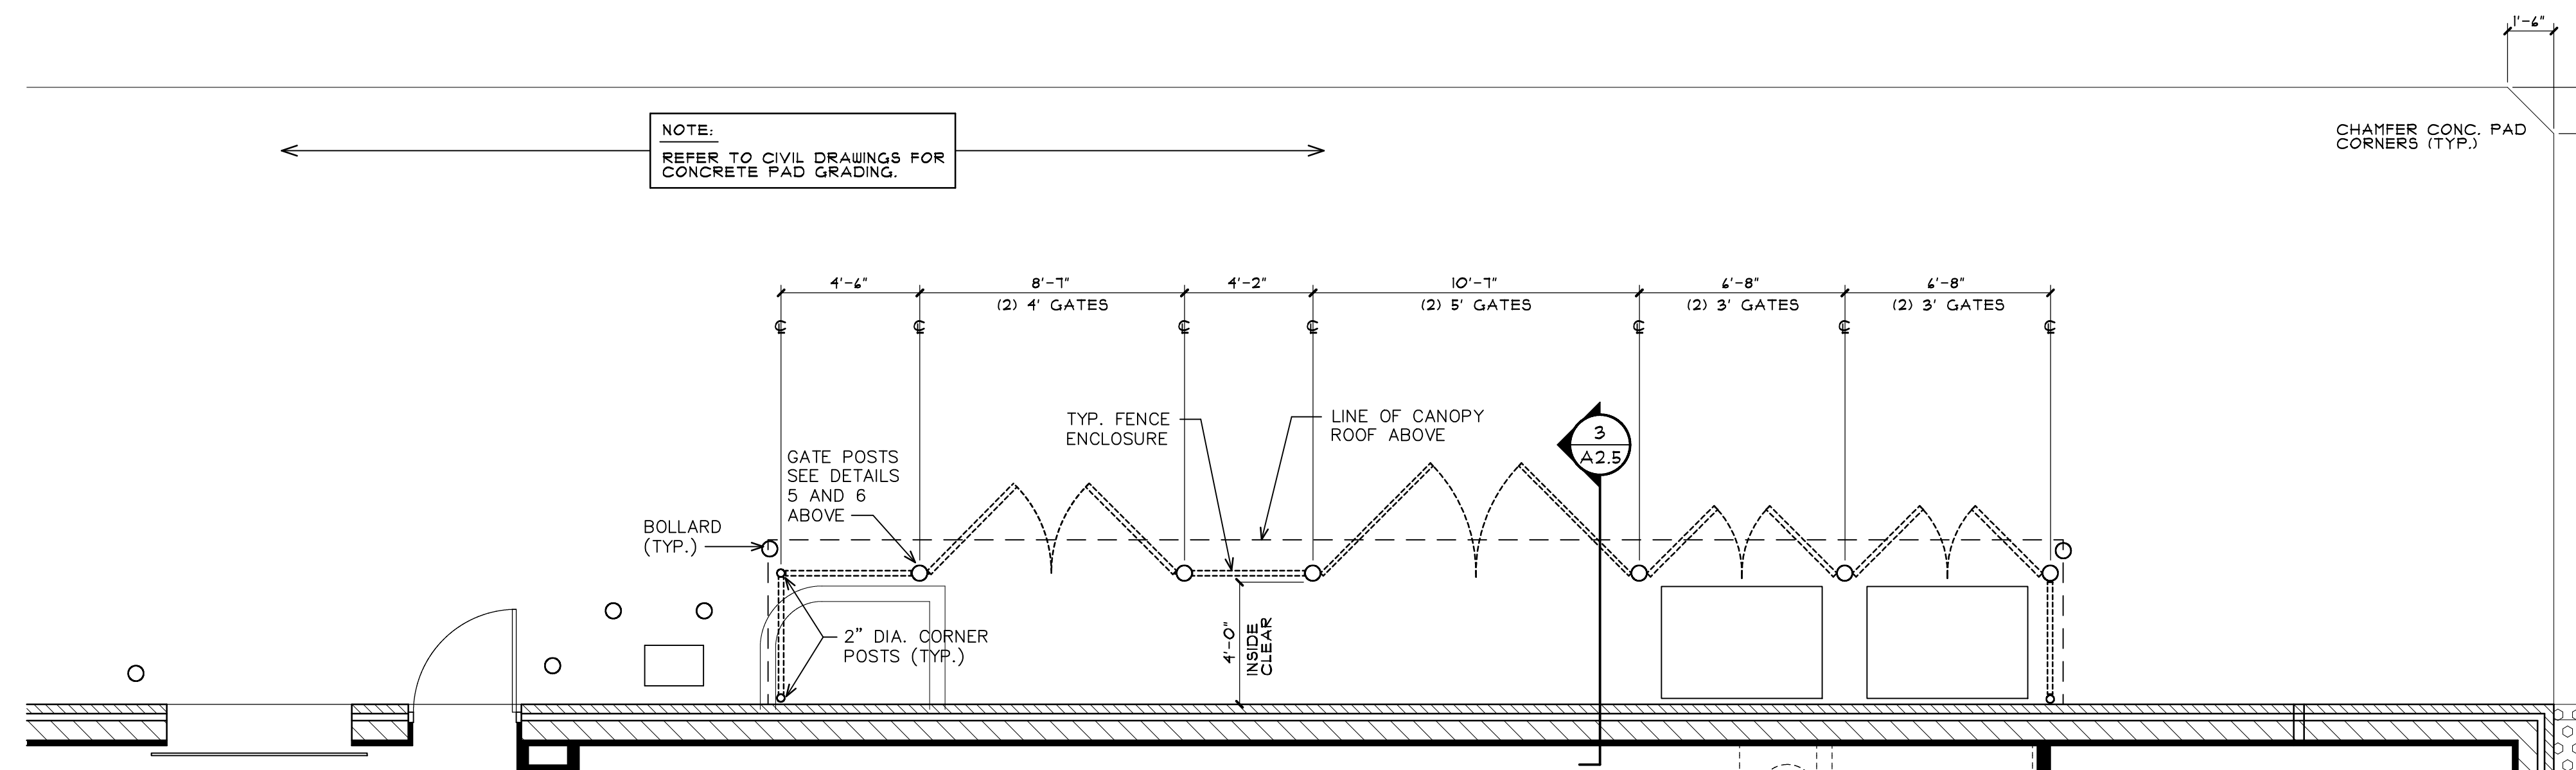 1'-6"
NOTE:
REFER TO CIVIL DRAWINGS FOR
CONCRETE PAD GRADING.
CHAMFER CONC. PAD
CORNERS (TYP.)
4'-6"
8'-7"
4'-2"
10'-7"
6'-8"
6'-8"
(2) 4' GATES
(2) 5' GATES
(2) 3' GATES
(2) 3' GATES
℄ ℄ ℄ ℄ ℄ ℄ ℄
TYP. FENCE
ENCLOSURE
LINE OF CANOPY
ROOF ABOVE
3
A2.5
GATE POSTS
SEE DETAILS
5 AND 6
ABOVE
BOLLARD
(TYP.)
2" DIA. CORNER
POSTS (TYP.)
4'-0"
INSIDE
CLEAR